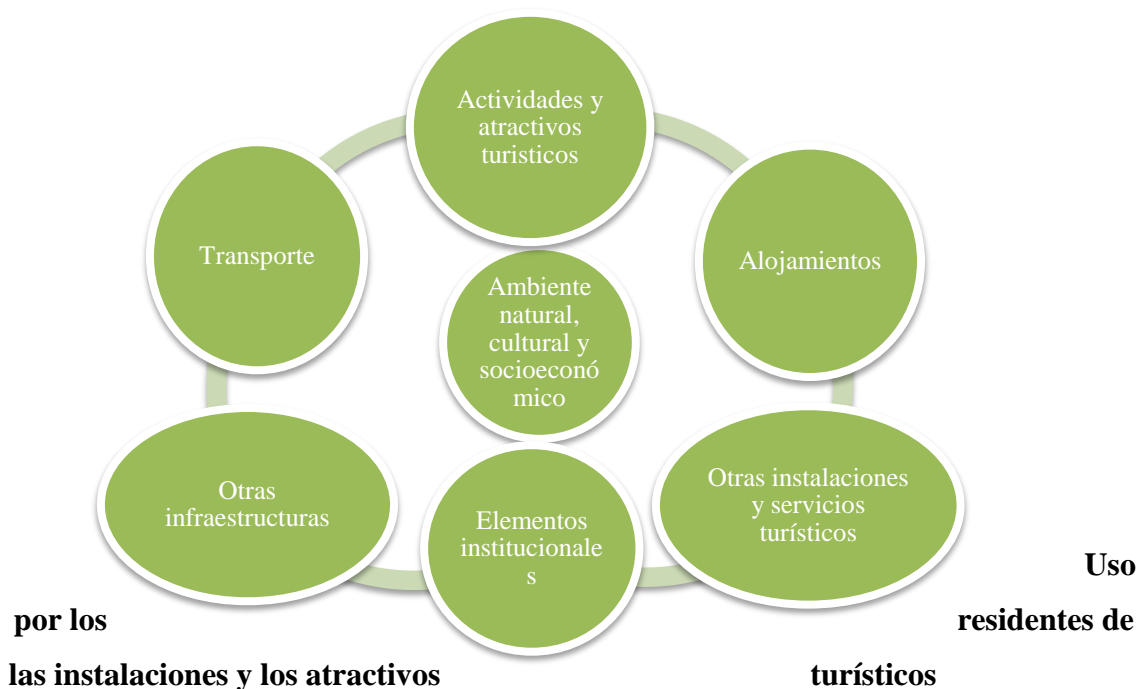 Actividades y
atractivos
turisticos
Transporte
Alojamientos
Ambiente
natural,
cultural y
socioeconó
mico
Otras
infraestructuras
Otras instalaciones
y servicios
turísticos
Elementos
institucionale
s
Uso
por los residentes de
las instalaciones y los atractivos turísticos